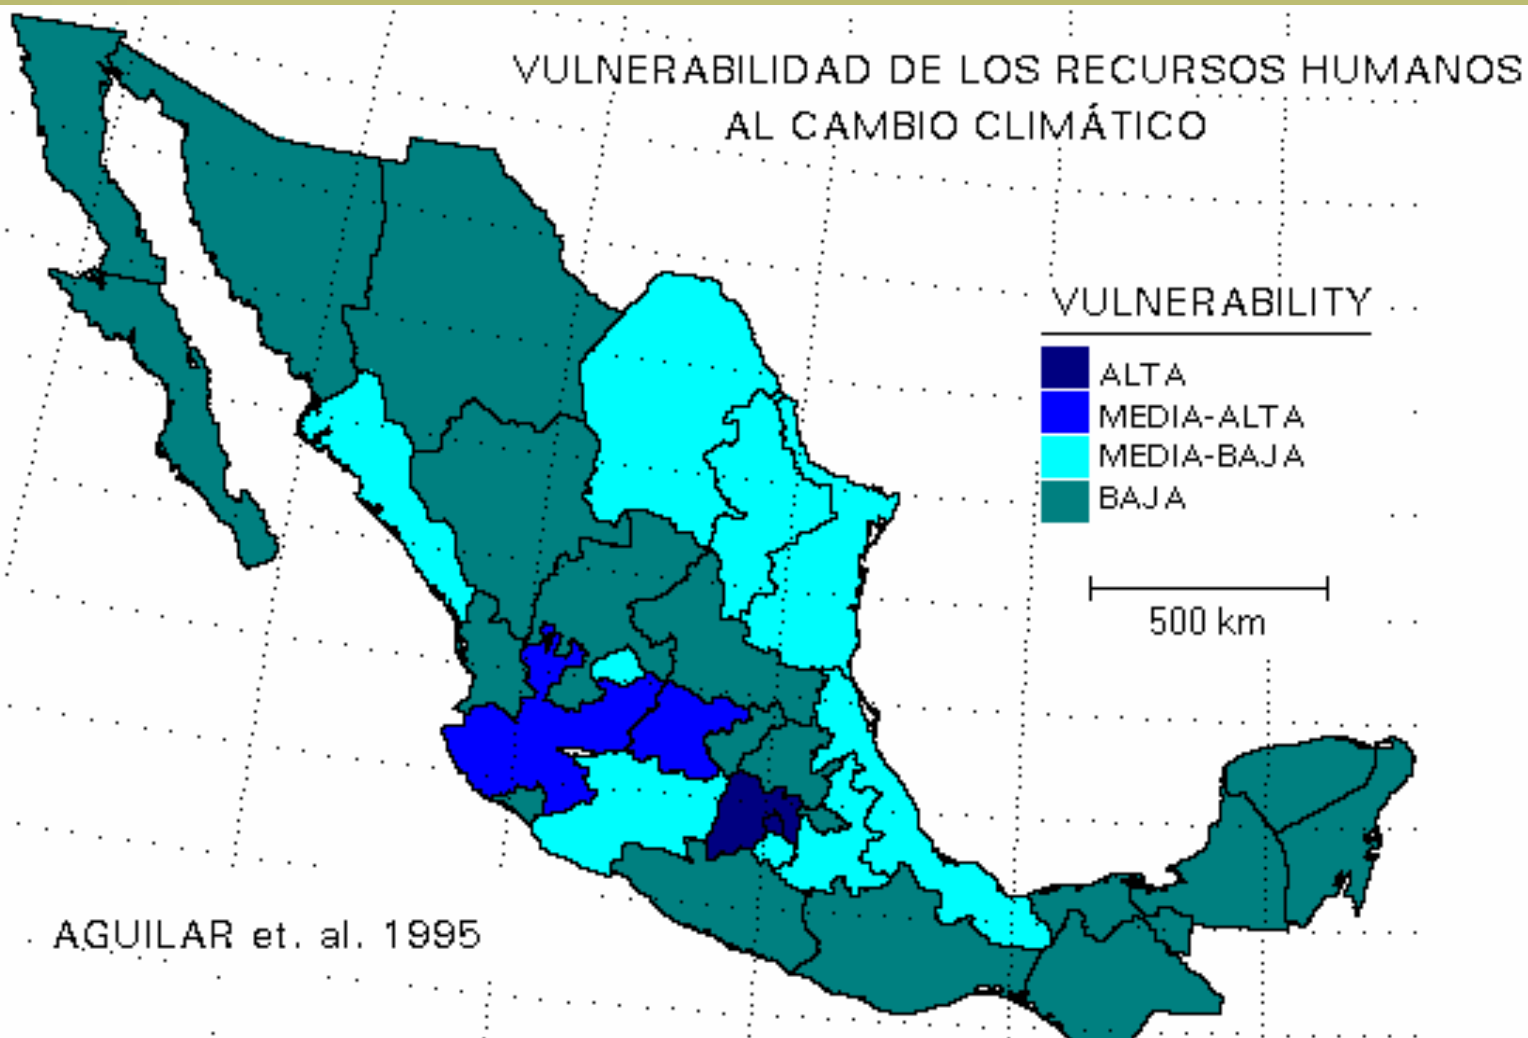 VULNERABILIDAD DE LOS RECURSOS HUMANOS
AL CAMBIO CLIMÁTICO
VULNERABILITY
ALTA
MEDIA-ALTA
MEDIA-BAJA
BAJA
500 km
AGUILAR et. al. 1995